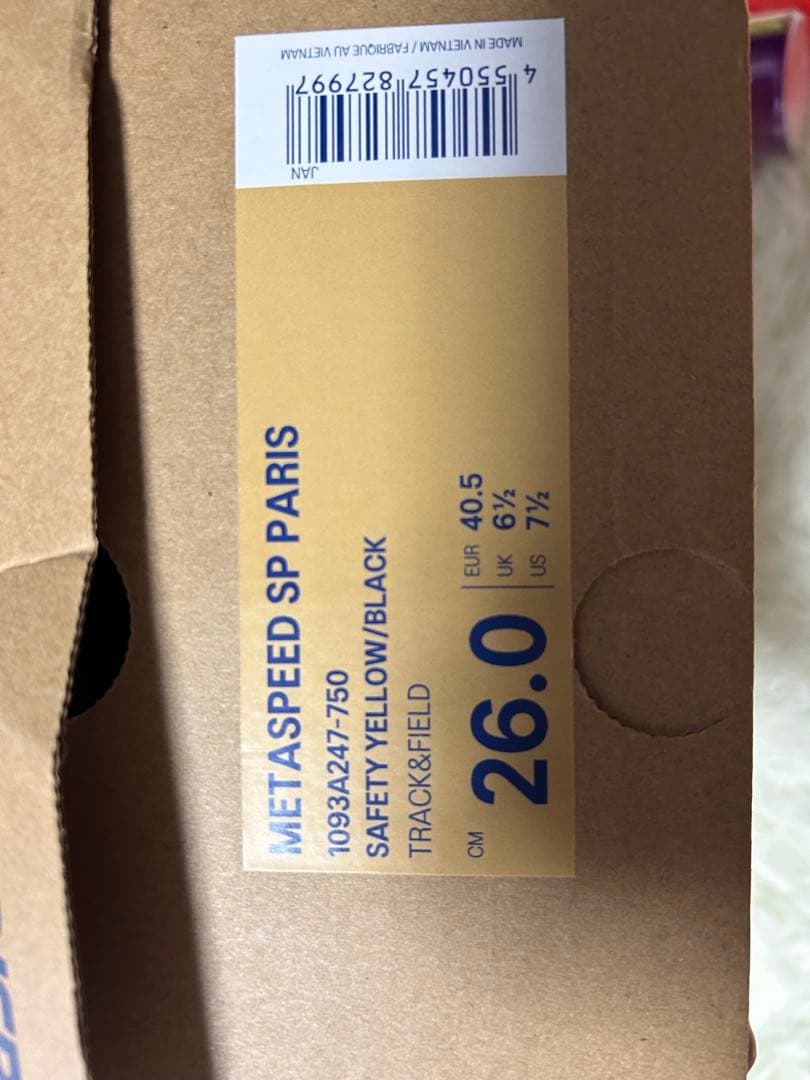 METASPEED SP PARIS
1093A247-750
SAFETY YELLOW/BLACK
TRACK&FIELD
CM 26.0
EUR 40.5
UK 6½
US 7½
JAN
4 550457 827997
MADE IN VIETNAM / FABRIQUE AU VIETNAM